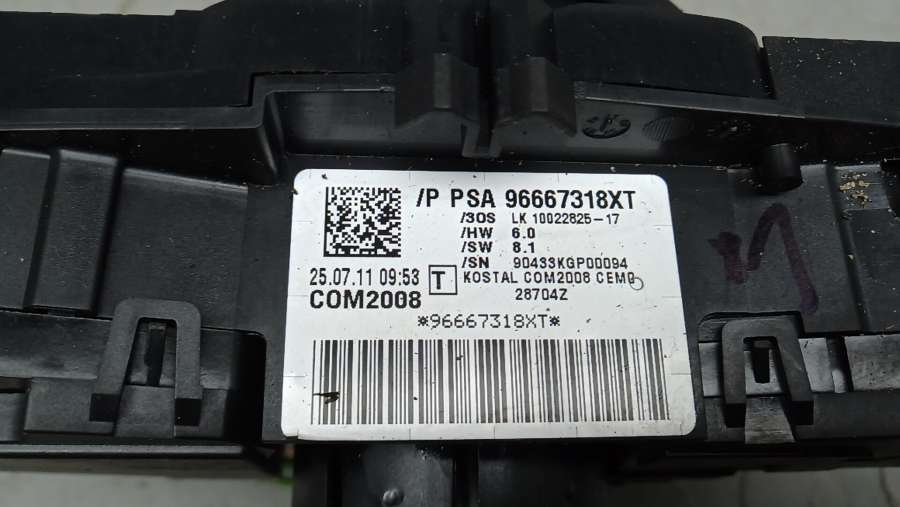 /P PSA 96667318XT
/3OS LK 10022825-17
/HW 6.0
/SW 8.1
/SN 90433KGP00094
25.07.11 09:53 T KOSTAL COM2008 CEM0
COM2008 28704Z
*96667318XT*